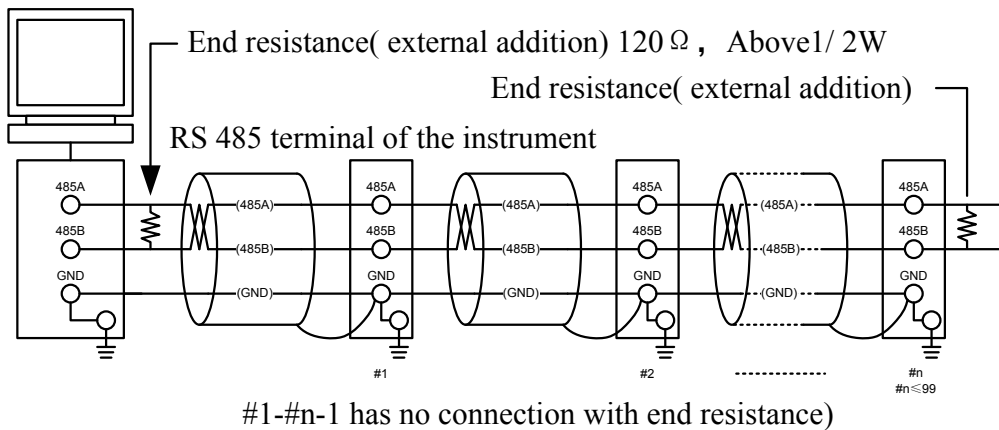 End resistance( external addition) 120 Ω , Above1/ 2W
End resistance( external addition)
RS 485 terminal of the instrument
485A
485B
GND
(485A)
(485B)
(GND)
485A
485B
GND
(485A)
(485B)
(GND)
485A
485B
GND
(485A)
(485B)
(GND)
485A
485B
GND
#1
#2
#n
#n≤99
#1-#n-1 has no connection with end resistance)